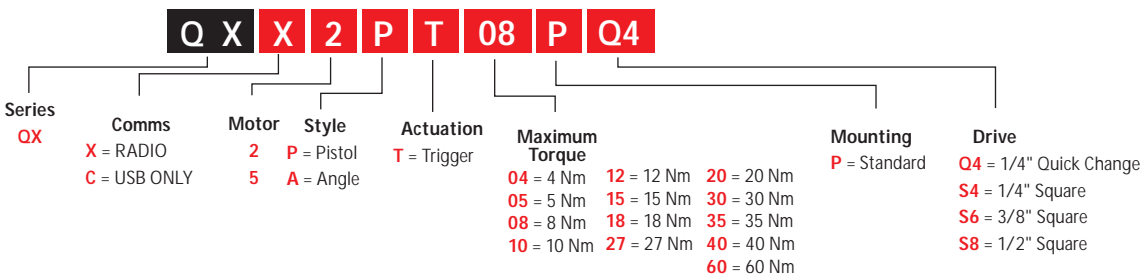 Q X X 2 P T 08 P Q4
Series
QX
Comms
X = RADIO
C = USB ONLY
Motor
2
5
Style
P = Pistol
A = Angle
Actuation
T = Trigger
Maximum
Torque
04 = 4 Nm
05 = 5 Nm
08 = 8 Nm
10 = 10 Nm
12 = 12 Nm
15 = 15 Nm
18 = 18 Nm
27 = 27 Nm
20 = 20 Nm
30 = 30 Nm
35 = 35 Nm
40 = 40 Nm
60 = 60 Nm
Mounting
P = Standard
Drive
Q4 = 1/4" Quick Change
S4 = 1/4" Square
S6 = 3/8" Square
S8 = 1/2" Square